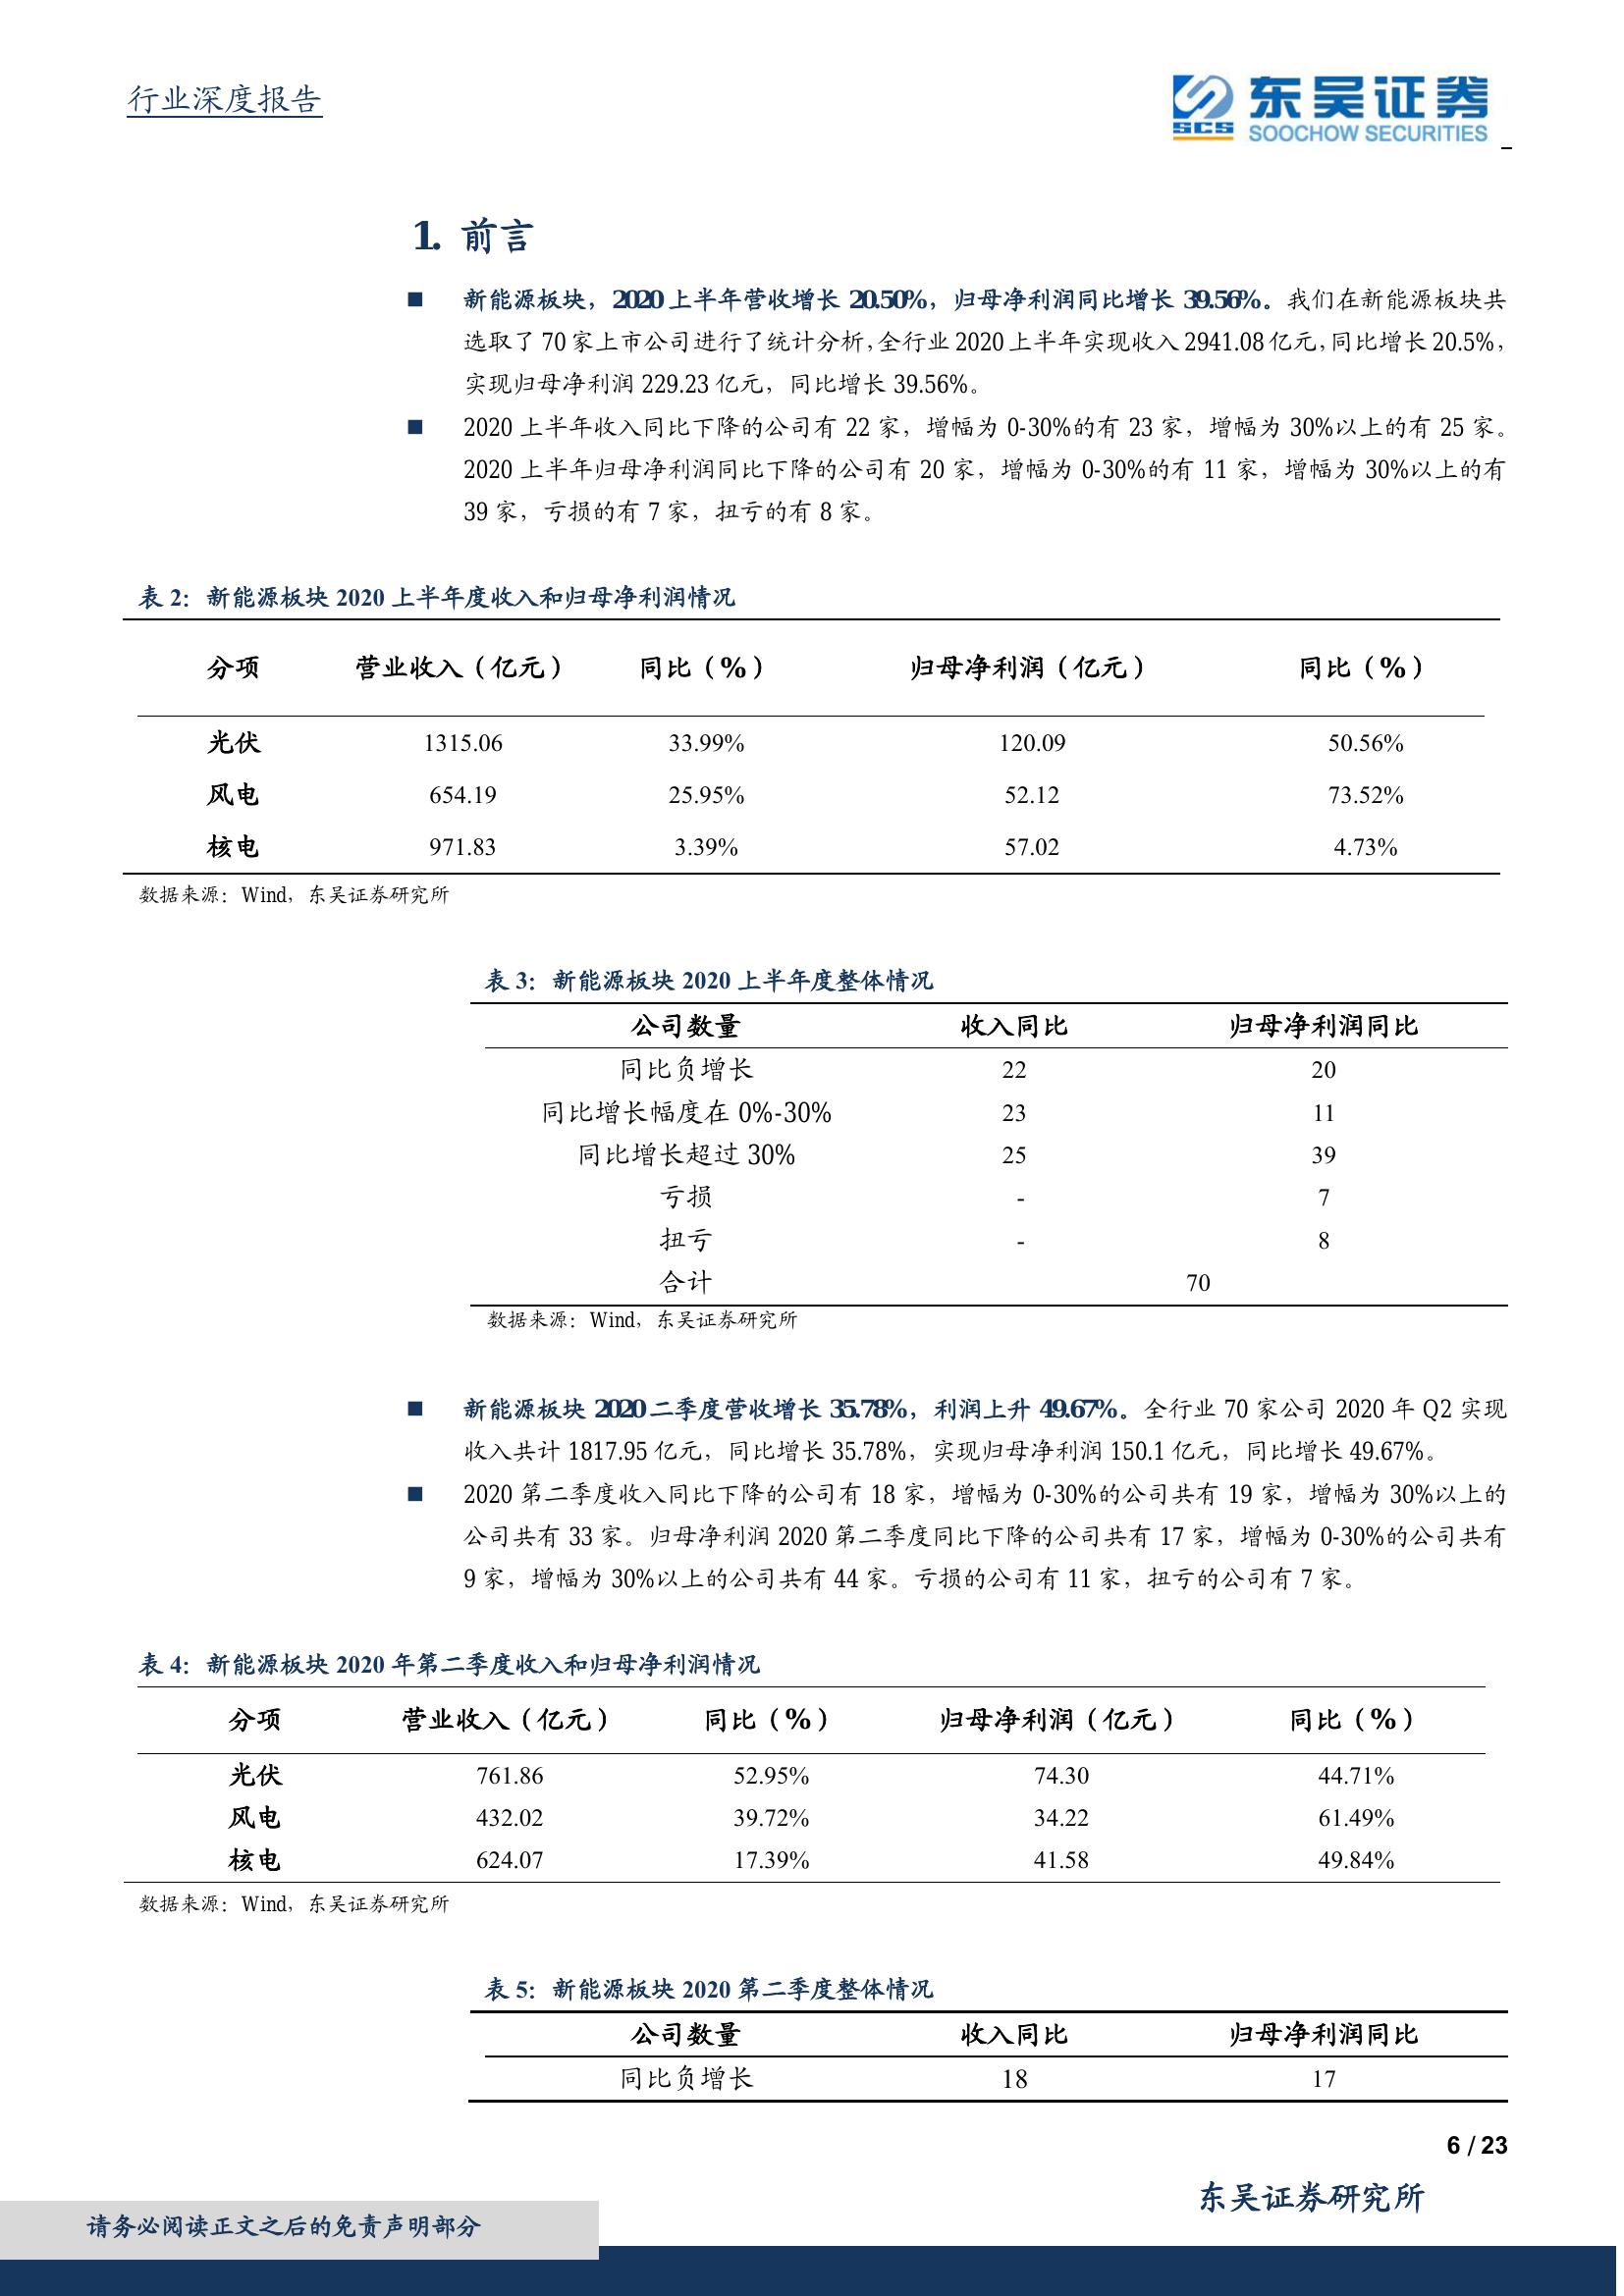 行业深度报告
SCS
东吴证券
SOOCHOW SECURITIES
1. 前言
■ 新能源板块，2020 上半年营收增长 20.50%，归母净利润同比增长 39.56%。我们在新能源板块共
选取了 70 家上市公司进行了统计分析，全行业 2020 上半年实现收入 2941.08 亿元，同比增长 20.5%，
实现归母净利润 229.23 亿元，同比增长 39.56%。
■ 2020 上半年收入同比下降的公司有 22 家，增幅为 0-30%的有 23 家，增幅为 30%以上的有 25 家。
2020 上半年归母净利润同比下降的公司有 20 家，增幅为 0-30%的有 11 家，增幅为 30%以上的有
39 家，亏损的有 7 家，扭亏的有 8 家。
表 2：新能源板块 2020 上半年度收入和归母净利润情况
分项 营业收入（亿元） 同比（%） 归母净利润（亿元） 同比（%）
光伏 1315.06 33.99% 120.09 50.56%
风电 654.19 25.95% 52.12 73.52%
核电 971.83 3.39% 57.02 4.73%
数据来源：Wind，东吴证券研究所
表 3：新能源板块 2020 上半年度整体情况
公司数量 收入同比 归母净利润同比
同比负增长 22 20
同比增长幅度在 0%-30% 23 11
同比增长超过 30% 25 39
亏损 - 7
扭亏 - 8
合计 70
数据来源：Wind，东吴证券研究所
■ 新能源板块 2020 二季度营收增长 35.78%，利润上升 49.67%。全行业 70 家公司 2020 年 Q2 实现
收入共计 1817.95 亿元，同比增长 35.78%，实现归母净利润 150.1 亿元，同比增长 49.67%。
■ 2020 第二季度收入同比下降的公司有 18 家，增幅为 0-30%的公司共有 19 家，增幅为 30%以上的
公司共有 33 家。归母净利润 2020 第二季度同比下降的公司共有 17 家，增幅为 0-30%的公司共有
9 家，增幅为 30%以上的公司共有 44 家。亏损的公司有 11 家，扭亏的公司有 7 家。
表 4：新能源板块 2020 年第二季度收入和归母净利润情况
分项 营业收入（亿元） 同比（%） 归母净利润（亿元） 同比（%）
光伏 761.86 52.95% 74.30 44.71%
风电 432.02 39.72% 34.22 61.49%
核电 624.07 17.39% 41.58 49.84%
数据来源：Wind，东吴证券研究所
表 5：新能源板块 2020 第二季度整体情况
公司数量 收入同比 归母净利润同比
同比负增长 18 17
6 / 23
东吴证券研究所
请务必阅读正文之后的免责声明部分